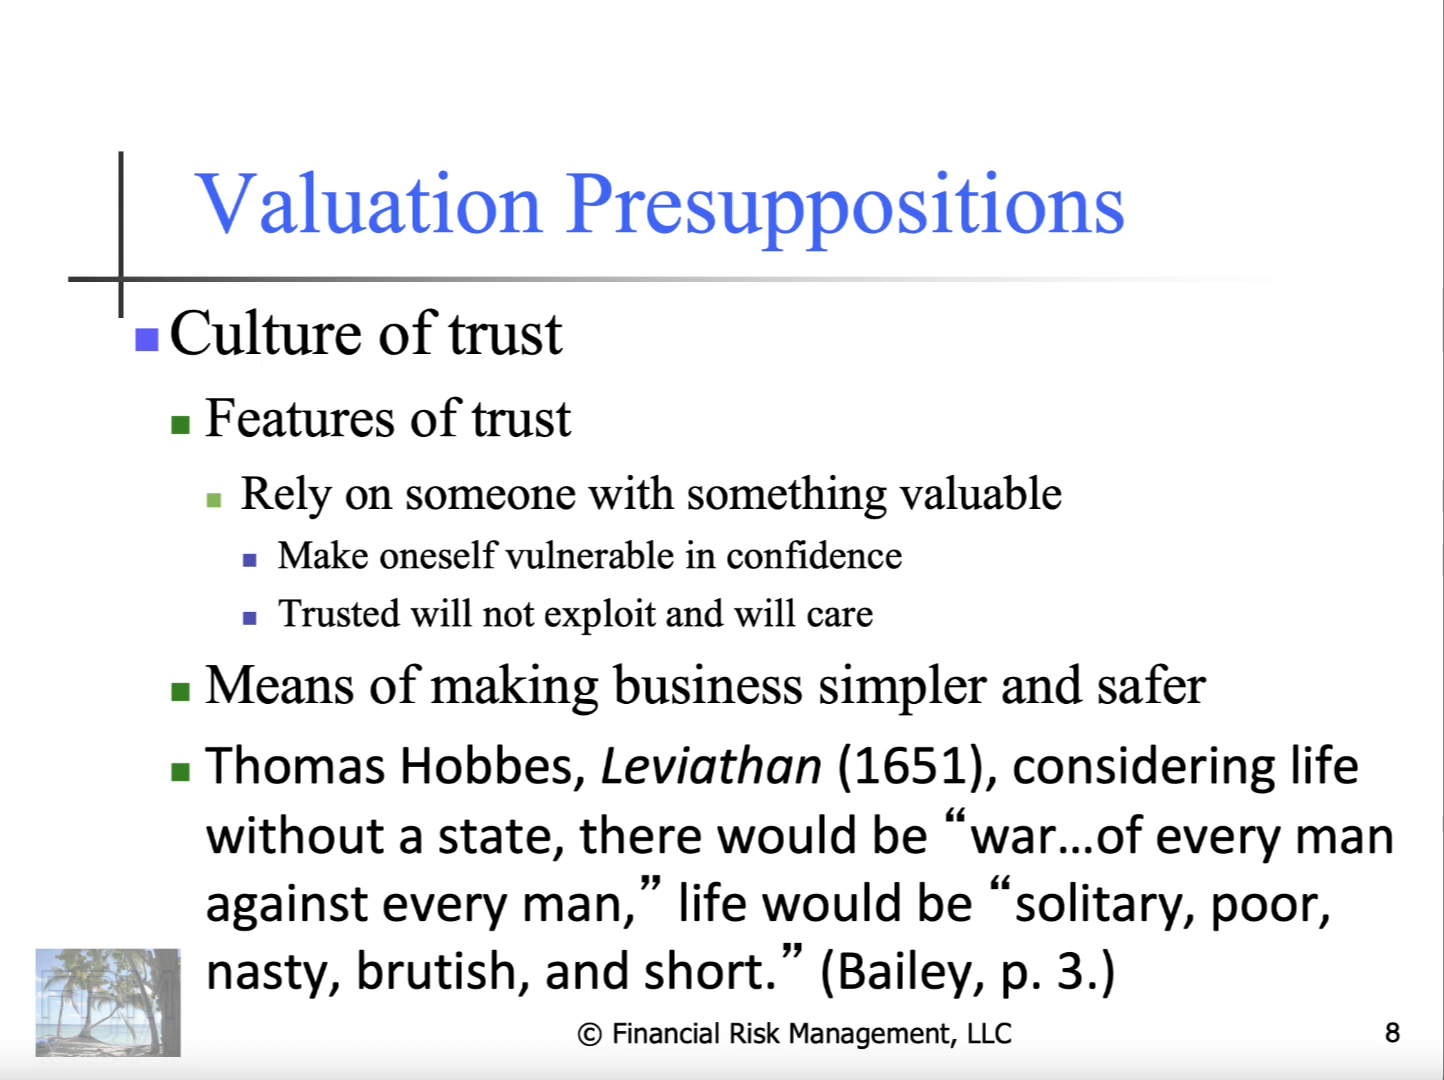 Valuation Presuppositions
Culture of trust
Features of trust
Rely on someone with something valuable
Make oneself vulnerable in confidence
Trusted will not exploit and will care
Means of making business simpler and safer
Thomas Hobbes, Leviathan (1651), considering life
without a state, there would be “war…of every man
against every man,” life would be “solitary, poor,
nasty, brutish, and short.” (Bailey, p. 3.)
© Financial Risk Management, LLC
8